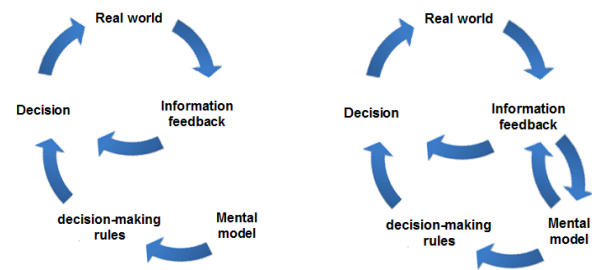 Real world
Decision
Information
feedback
decision-making
rules
Mental
model
Real world
Decision
Information
feedback
decision-making
rules
Mental
model